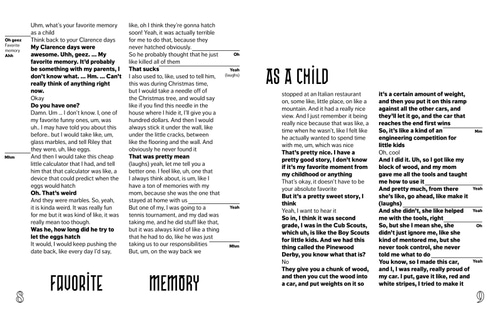 Uhm, what's your favorite memory
as a child
Oh geez
Think back to your Clarence days
Favorite
memory
My Clarence days were
Ahh
awesome. Uhh, geez. ... My
favorite memory. It'd probably
be something with my parents, I
don't know what. ... Hm. ... Can't
really think of anything right
now.
Okay
Do you have one?
Damn. Um ... I don't know, I, one of
my favorite funny ones, um, was
uh, I may have told you about this
before.. but I would take like, um,
glass marbles, and tell Riley that
they were, uh, like eggs.
Mhm
And then I would take this cheap
little calculator that I had, and tell
him that that calculator was like, a
device that could predict when the
eggs would hatch
Oh. That's weird
And they were marbles. So, yeah,
it is kinda weird. It was really fun
for me but it was kind of like, it was
really mean too though.
Was he, how long did he try to
let the eggs hatch
It would, I would keep pushing the
date back, like every day I'd say,
like, oh I think they're gonna hatch
soon! Yeah, it was actually terrible
for me to do that, because they
never hatched obviously.
So he probably thought that he just
Oh
like killed all of them
That sucks
Yeah
(laughs)
I also used to, like, used to tell him,
this was during Christmas time,
but I would take a needle off of
the Christmas tree, and would say
like if you find this needle in the
house where I hide it, I'll give you
a hundred dollars. And then I would
always stick it under the wall, like
under the little cracks, between
like the flooring and the wall. And
obviously he never found it
That was pretty mean
(laughs) yeah, let me tell you a
better one. I feel like, uh, one that
I always think about, is um, like I
have a ton of memories with my
mom, because she was the one that
stayed at home with us
But one of my, I was going to a
Yeah
tennis tournament, and my dad was
taking me, and he did stuff like that,
but it was always kind of like a thing
that he had to do, like he was just
taking us to our responsibilities
Mhm
But, um, on the way back we
FAVORITE
MEMORY
8
AS A CHILD
stopped at an Italian restaurant
on, some like, little place, on like a
mountain. And it had a really nice
view. And I just remember it being
really nice because that was like, a
time when he wasn't, like I felt like
he actually wanted to spend time
with me, um, which was nice
That's pretty nice. I have a
pretty good story, I don't know
if it's my favorite moment from
my childhood or anything
That's okay, it doesn't have to be
your absolute favorite
But it's a pretty sweet story, I
think
Yeah, I want to hear it
So in, I think it was second
grade, I was in the Cub Scouts,
which uh, is like the Boy Scouts
for little kids. And we had this
thing called the Pinewood
Derby, you know what that is?
No
They give you a chunk of wood,
and then you cut the wood into
a car, and put weights on it so
it's a certain amount of weight,
and then you put it on this ramp
against all the other cars, and
they'll let it go, and the car that
reaches the end first wins
So, it's like a kind of an
Mm
engineering competition for
little kids
Oh, cool
And I did it. Uh, so I got like my
block of wood, and my mom
gave me all the tools and taught
me how to use it
And pretty much, from there
Yeah
she's like, go ahead, like make it
(laughs)
And she didn't, she like helped
Yeah
me with the tools, right
So, but she I mean she, she
Oh
didn't just ignore me, like she
kind of mentored me, but she
never took control, she never
told me what to do
You know, so I made this car,
Yeah
and I, I was really, really proud of
my car. I put, gave it like, red and
white stripes, I tried to make it
9